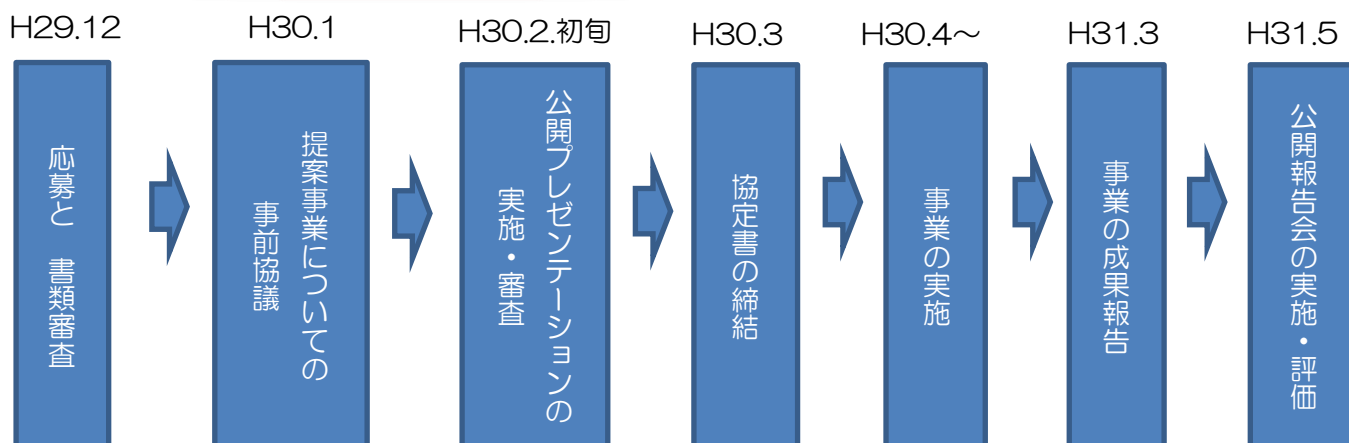 H29.12
H30.1
H30.2.初旬
H30.3
H30.4～
H31.3
H31.5
応募と 書類審査
提案事業についての
事前協議
公開プレゼンテーションの
実施・審査
協定書の締結
事業の実施
事業の成果報告
公開報告会の実施・評価